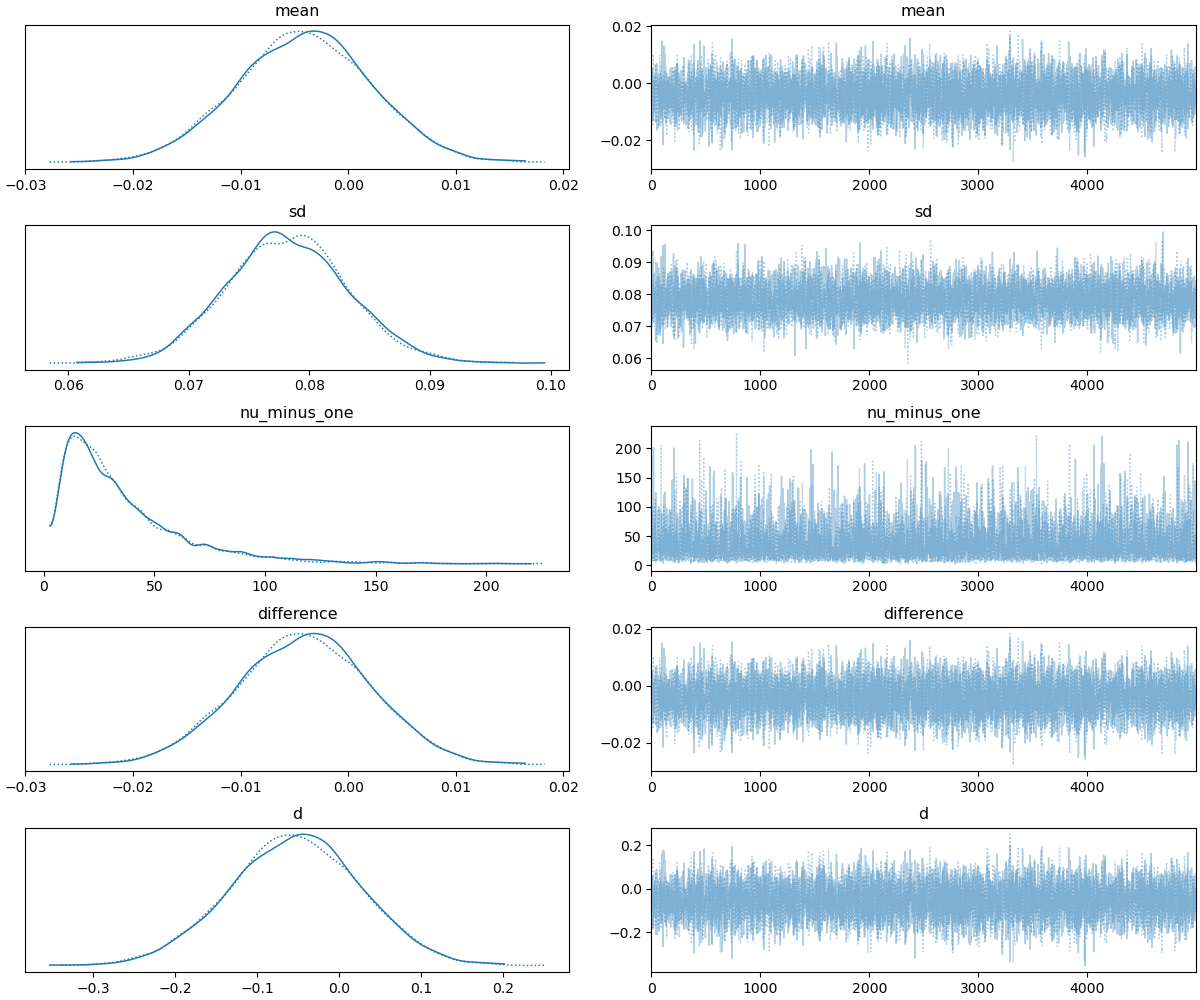 mean mean
0.02
0.00
−0.02
−0.03 −0.02 −0.01 0.00 0.01 0.02 0 1000 2000 3000 4000
sd sd
0.10
0.09
0.08
0.07
0.06
0.06 0.07 0.08 0.09 0.10 0 1000 2000 3000 4000
nu_minus_one nu_minus_one
200
150
100
50
0
0 50 100 150 200 0 1000 2000 3000 4000
difference difference
0.02
0.00
−0.02
−0.03 −0.02 −0.01 0.00 0.01 0.02 0 1000 2000 3000 4000
d d
0.2
0.0
−0.2
−0.3 −0.2 −0.1 0.0 0.1 0.2 0 1000 2000 3000 4000